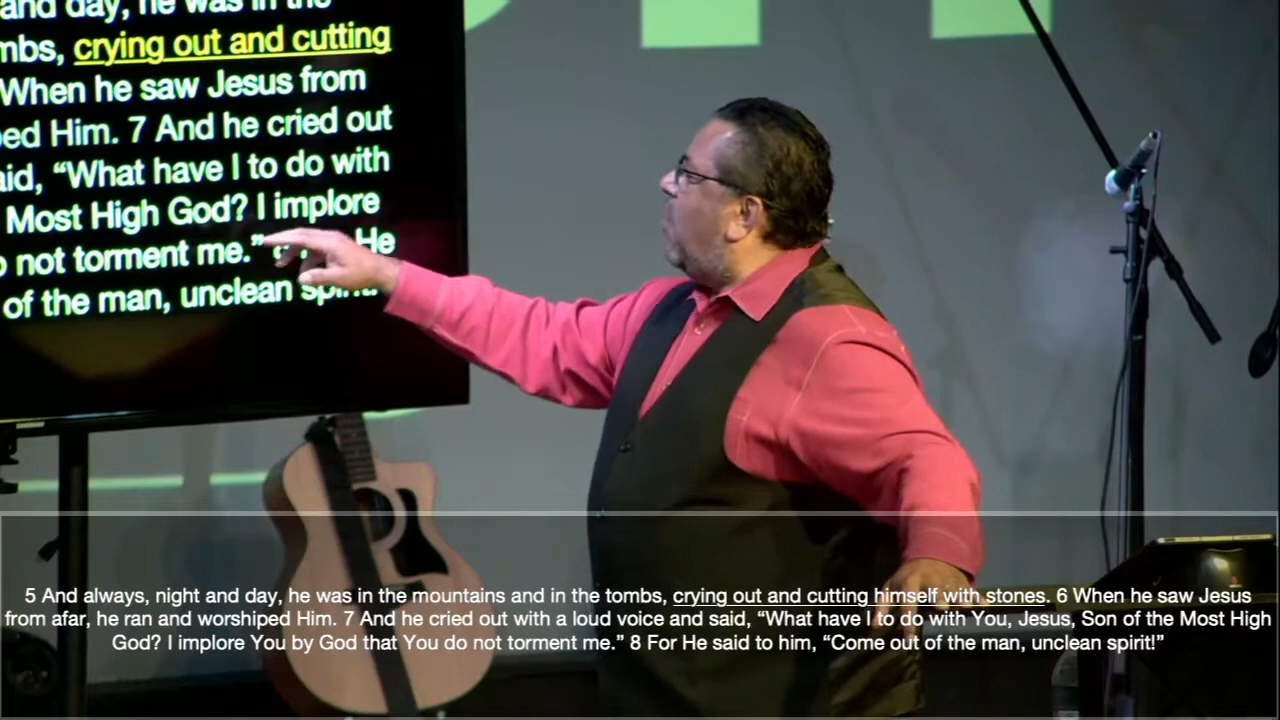 and day, he was in the
mbs, crying out and cutting
When he saw Jesus from
ped Him. 7 And he cried out
aid, “What have I to do with
Most High God? I implore
o not torment me.” He
of the man, unclean spirit!
5 And always, night and day, he was in the mountains and in the tombs, crying out and cutting himself with stones. 6 When he saw Jesus
from afar, he ran and worshiped Him. 7 And he cried out with a loud voice and said, “What have I to do with You, Jesus, Son of the Most High
God? I implore You by God that You do not torment me.” 8 For He said to him, “Come out of the man, unclean spirit!”